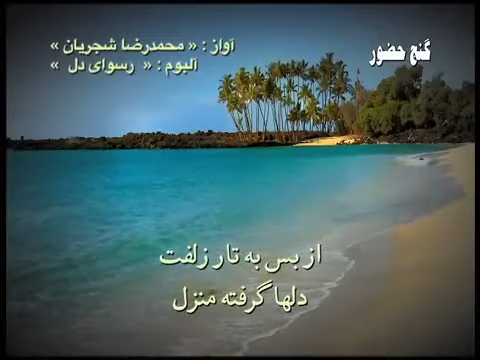 آواز : « محمدرضا شجریان »
آلبوم : « رسوای دل »
گنج حضور
از بس به تار زلفت
دلها گرفته منزل